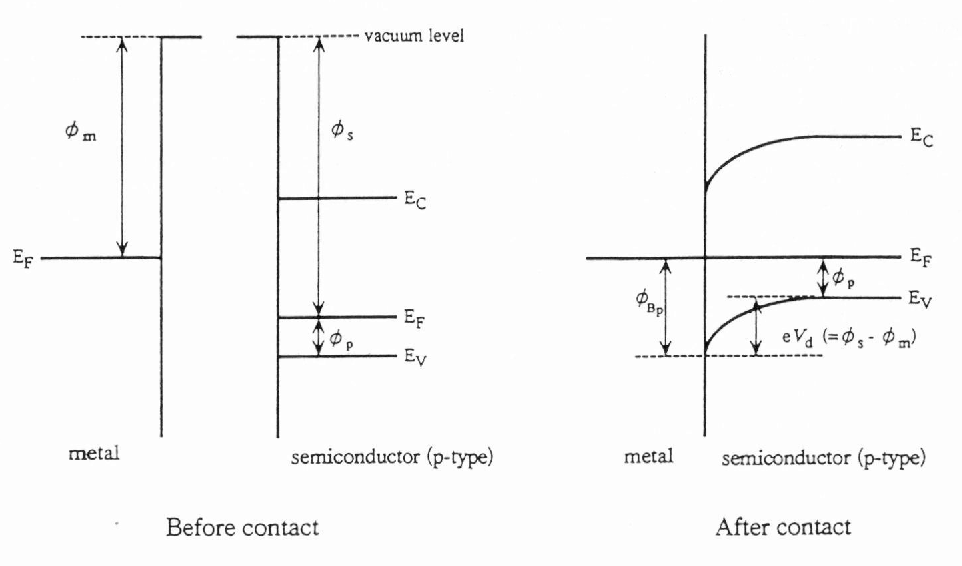 vacuum level
ϕm
ϕs
EC
EF
EF
ϕp
EV
metal
semiconductor (p-type)
Before contact
EC
EF
ϕBp
ϕp
EV
eVd (=ϕs - ϕm)
metal
semiconductor (p-type)
After contact